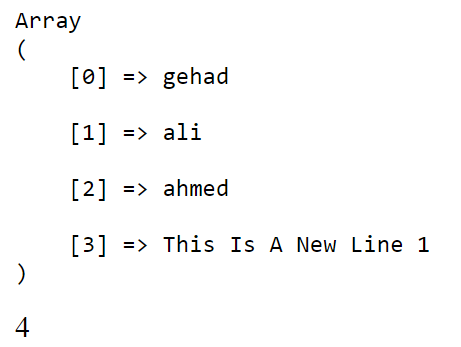 Array
(
[0] => gehad
[1] => ali
[2] => ahmed
[3] => This Is A New Line 1
)
4